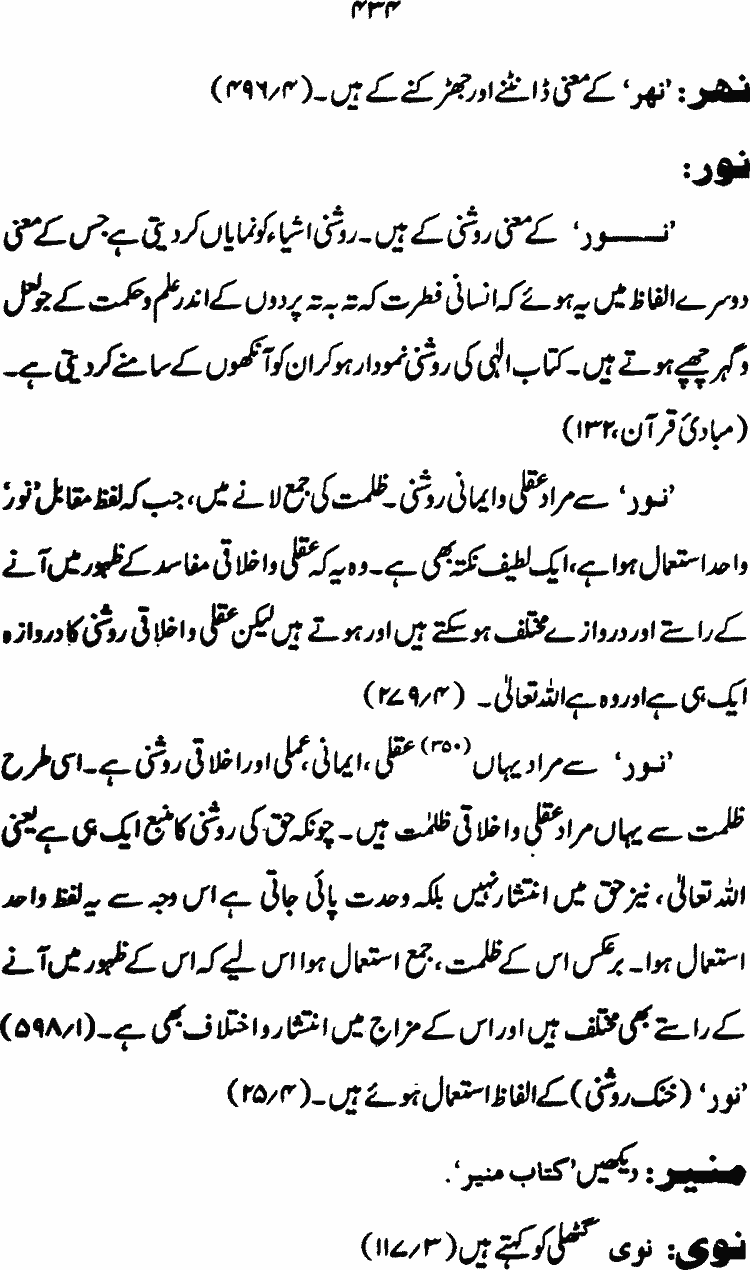 ۴۳۴
نھر: ’نھر‘ کے معنی ڈانٹنے اور جھڑکنے کے ہیں۔(۴۹۶/۴)
نور:
’نــــور‘ کے معنی روشنی کے ہیں۔ روشنی اشیاء کو نمایاں کر دیتی ہے جس کے معنی
دوسرے الفاظ میں یہ ہوئے کہ انسانی فطرت کہ تہ بہ تہ پردوں کے اندر علم و حکمت کے جو لعل
و گہر چھپے ہوتے ہیں۔ کتاب الٰہی کی روشنی نمودار ہو کر ان کو آنکھوں کے سامنے کر دیتی ہے۔
(مبادیٔ قرآن،۱۳۲)
’نور‘ سے مراد عقلی و ایمانی روشنی۔ ظلمت کی جمع لانے میں، جب کہ لفظ مقابل ’نور‘
واحد استعمال ہوا ہے، ایک لطیف نکتہ بھی ہے۔ وہ یہ کہ عقلی و اخلاقی مفاسد کے ظہور میں آنے
کے راستے اور دروازے مختلف ہو سکتے ہیں اور ہوتے ہیں لیکن عقلی و اخلاقی روشنی کا دروازہ
ایک ہی ہے اور وہ ہے اللہ تعالیٰ۔ (۲۷۹/۴)
’نور‘ سے مراد یہاں(۳۵۰) عقلی، ایمانی، عملی اور اخلاقی روشنی ہے۔ اسی طرح
ظلمت سے یہاں مراد عقلی و اخلاقی ظلمٰت ہیں۔ چونکہ حق کی روشنی کا منبع ایک ہی ہے یعنی
اللہ تعالیٰ، نیز حق میں انتشار نہیں بلکہ وحدت پائی جاتی ہے اس وجہ سے یہ لفظ واحد
استعمال ہوا۔ برعکس اس کے ظلمت، جمع استعمال ہوا اس لیے کہ اس کے ظہور میں آنے
کے راستے بھی مختلف ہیں اور اس کے مزاج میں انتشار و اختلاف بھی ہے۔(۵۹۸/۱)
’نور‘ (خنک روشنی) کے الفاظ استعمال ہوئے ہیں۔(۲۵/۴)
منیر: دیکھیں ’کتاب منیر‘.
نوی: نوی گٹھلی کو کہتے ہیں (۱۱۷/۳)